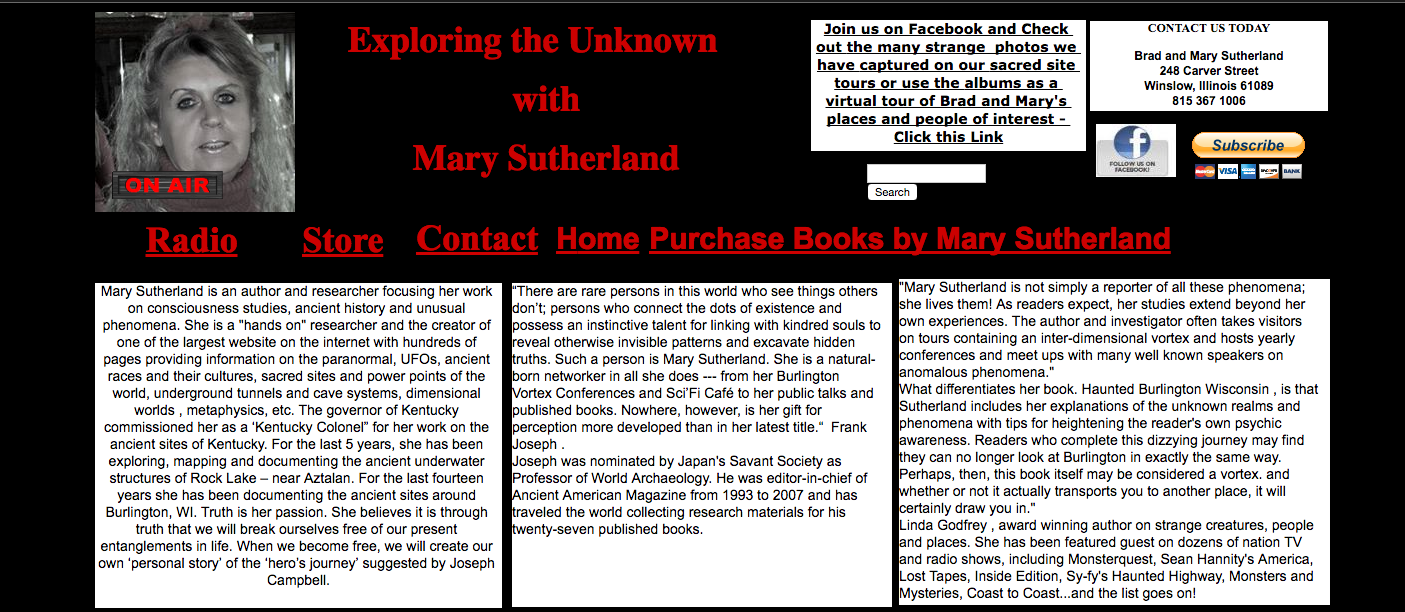 Exploring the Unknown
with
Mary Sutherland
ON AIR
Join us on Facebook and Check
out the many strange  photos we
have captured on our sacred site
tours or use the albums as a
virtual tour of Brad and Mary's
places and people of interest -
Click this Link
Search
CONTACT US TODAY
Brad and Mary Sutherland
248 Carver Street
Winslow, Illinois 61089
815 367 1006
f
FOLLOW US ON
FACEBOOK!
Subscribe
MasterCard VISA DISCOVER BANK
Radio Store Contact Home Purchase Books by Mary Sutherland
Mary Sutherland is an author and researcher focusing her work
on consciousness studies, ancient history and unusual
phenomena. She is a "hands on" researcher and the creator of
one of the largest website on the internet with hundreds of
pages providing information on the paranormal, UFOs, ancient
races and their cultures, sacred sites and power points of the
world, underground tunnels and cave systems, dimensional
worlds , metaphysics, etc. The governor of Kentucky
commissioned her as a ‘Kentucky Colonel” for her work on the
ancient sites of Kentucky. For the last 5 years, she has been
exploring, mapping and documenting the ancient underwater
structures of Rock Lake – near Aztalan. For the last fourteen
years she has been documenting the ancient sites around
Burlington, WI. Truth is her passion. She believes it is through
truth that we will break ourselves free of our present
entanglements in life. When we become free, we will create our
own ‘personal story’ of the ‘hero’s journey’ suggested by Joseph
Campbell.
“There are rare persons in this world who see things others
don’t; persons who connect the dots of existence and
possess an instinctive talent for linking with kindred souls to
reveal otherwise invisible patterns and excavate hidden
truths. Such a person is Mary Sutherland. She is a natural-
born networker in all she does --- from her Burlington
Vortex Conferences and Sci’Fi Café to her public talks and
published books. Nowhere, however, is her gift for
perception more developed than in her latest title.“  Frank
Joseph .
Joseph was nominated by Japan's Savant Society as
Professor of World Archaeology. He was editor-in-chief of
Ancient American Magazine from 1993 to 2007 and has
traveled the world collecting research materials for his
twenty-seven published books.
"Mary Sutherland is not simply a reporter of all these phenomena;
she lives them! As readers expect, her studies extend beyond her
own experiences. The author and investigator often takes visitors
on tours containing an inter-dimensional vortex and hosts yearly
conferences and meet ups with many well known speakers on
anomalous phenomena."
What differentiates her book. Haunted Burlington Wisconsin , is that
Sutherland includes her explanations of the unknown realms and
phenomena with tips for heightening the reader's own psychic
awareness. Readers who complete this dizzying journey may find
they can no longer look at Burlington in exactly the same way.
Perhaps, then, this book itself may be considered a vortex. and
whether or not it actually transports you to another place, it will
certainly draw you in."
Linda Godfrey , award winning author on strange creatures, people
and places. She has been featured guest on dozens of nation TV
and radio shows, including Monsterquest, Sean Hannity's America,
Lost Tapes, Inside Edition, Sy-fy's Haunted Highway, Monsters and
Mysteries, Coast to Coast...and the list goes on!